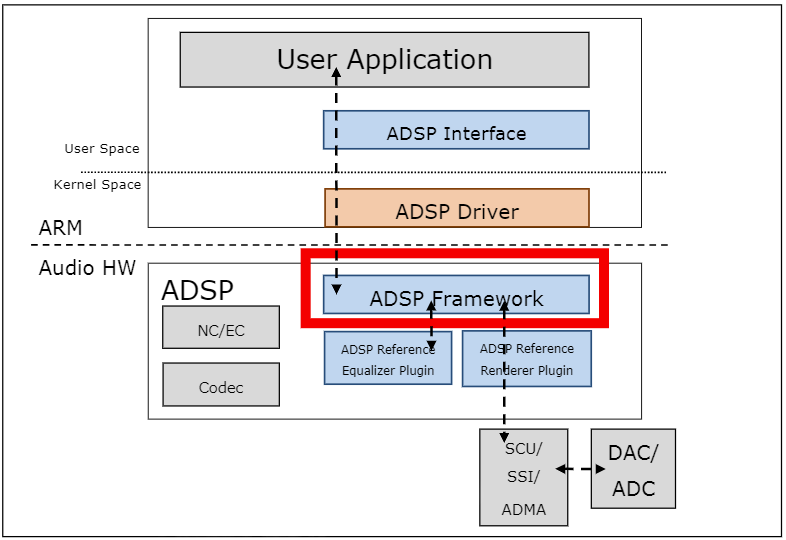 User Application
ADSP Interface
User Space
Kernel Space
ADSP Driver
ARM
Audio HW
ADSP
ADSP Framework
NC/EC
ADSP Reference
Equalizer Plugin
ADSP Reference
Renderer Plugin
Codec
SCU/
SSI/
ADMA
DAC/
ADC